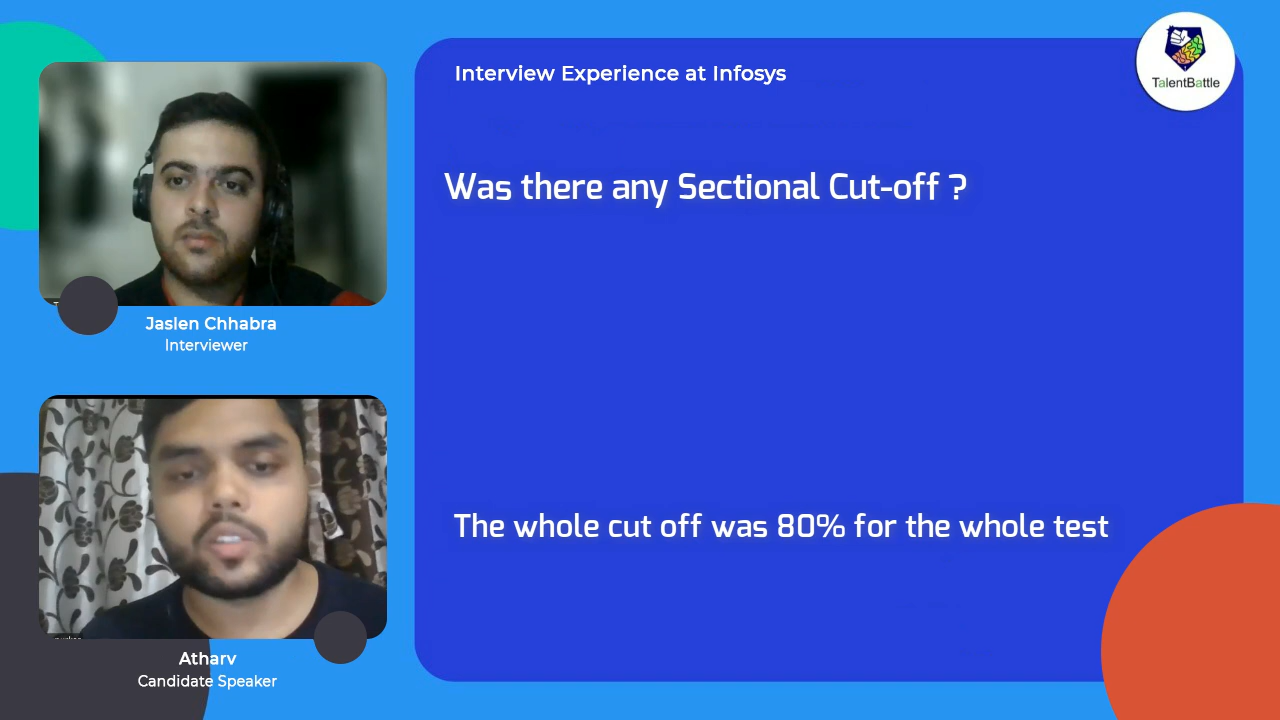 Interview Experience at Infosys
TalentBattle
Was there any Sectional Cut-off ?
Jaslen Chhabra
Interviewer
The whole cut off was 80% for the whole test
Atharv
Candidate Speaker